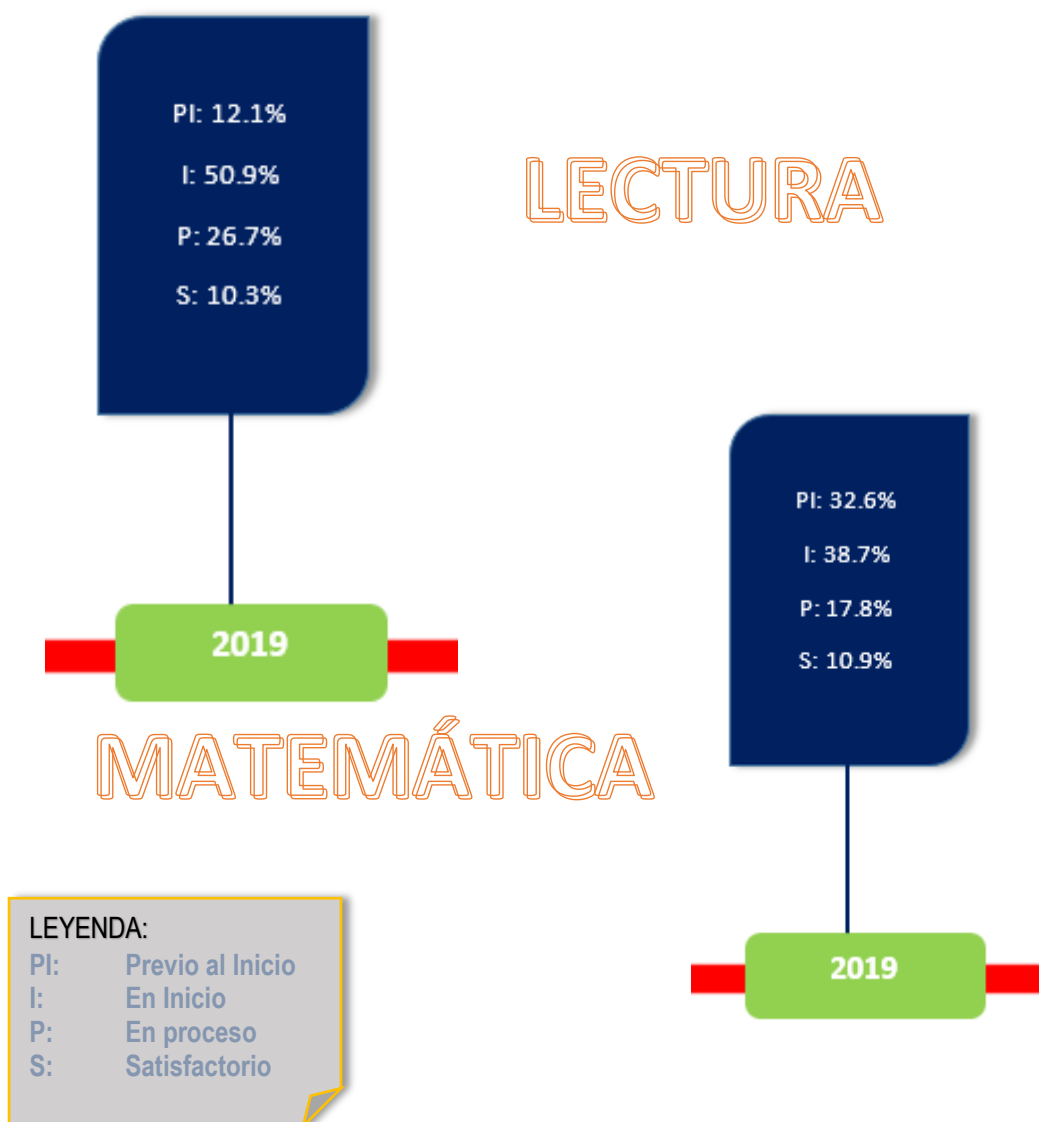 PI: 12.1%
I: 50.9%
P: 26.7%
S: 10.3%
LECTURA
2019
PI: 32.6%
I: 38.7%
P: 17.8%
S: 10.9%
MATEMÁTICA
2019
LEYENDA:
PI: Previo al Inicio
I: En Inicio
P: En proceso
S: Satisfactorio